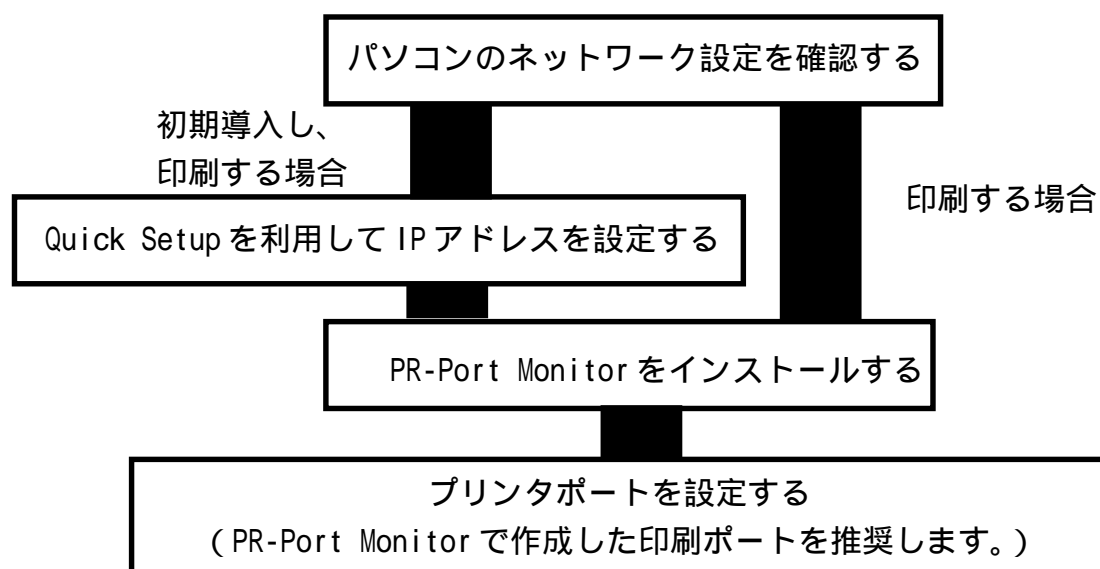 パソコンのネットワーク設定を確認する
初期導入し、
印刷する場合
印刷する場合
Quick Setupを利用してIPアドレスを設定する
PR-Port Monitorをインストールする
プリンタポートを設定する
(PR-Port Monitorで作成した印刷ポートを推奨します。)